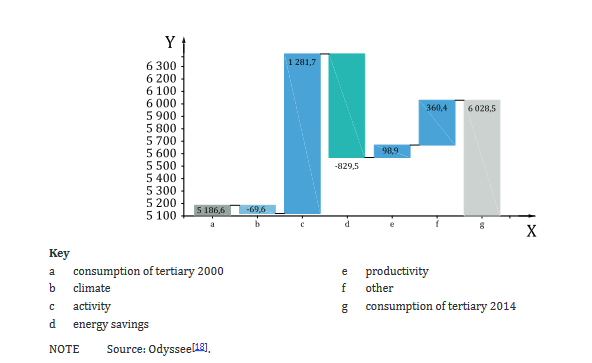 Y
6 300
6 200
6 100
6 000
5 900
5 800
5 700
5 600
5 500
5 400
5 300
5 200
5 100
5 186,6
-69,6
1 281,7
-829,5
98,9
360,4
6 028,5
a b c d e f g
X
Key
a consumption of tertiary 2000
b climate
c activity
d energy savings
e productivity
f other
g consumption of tertiary 2014
NOTE Source: Odyssee[18].